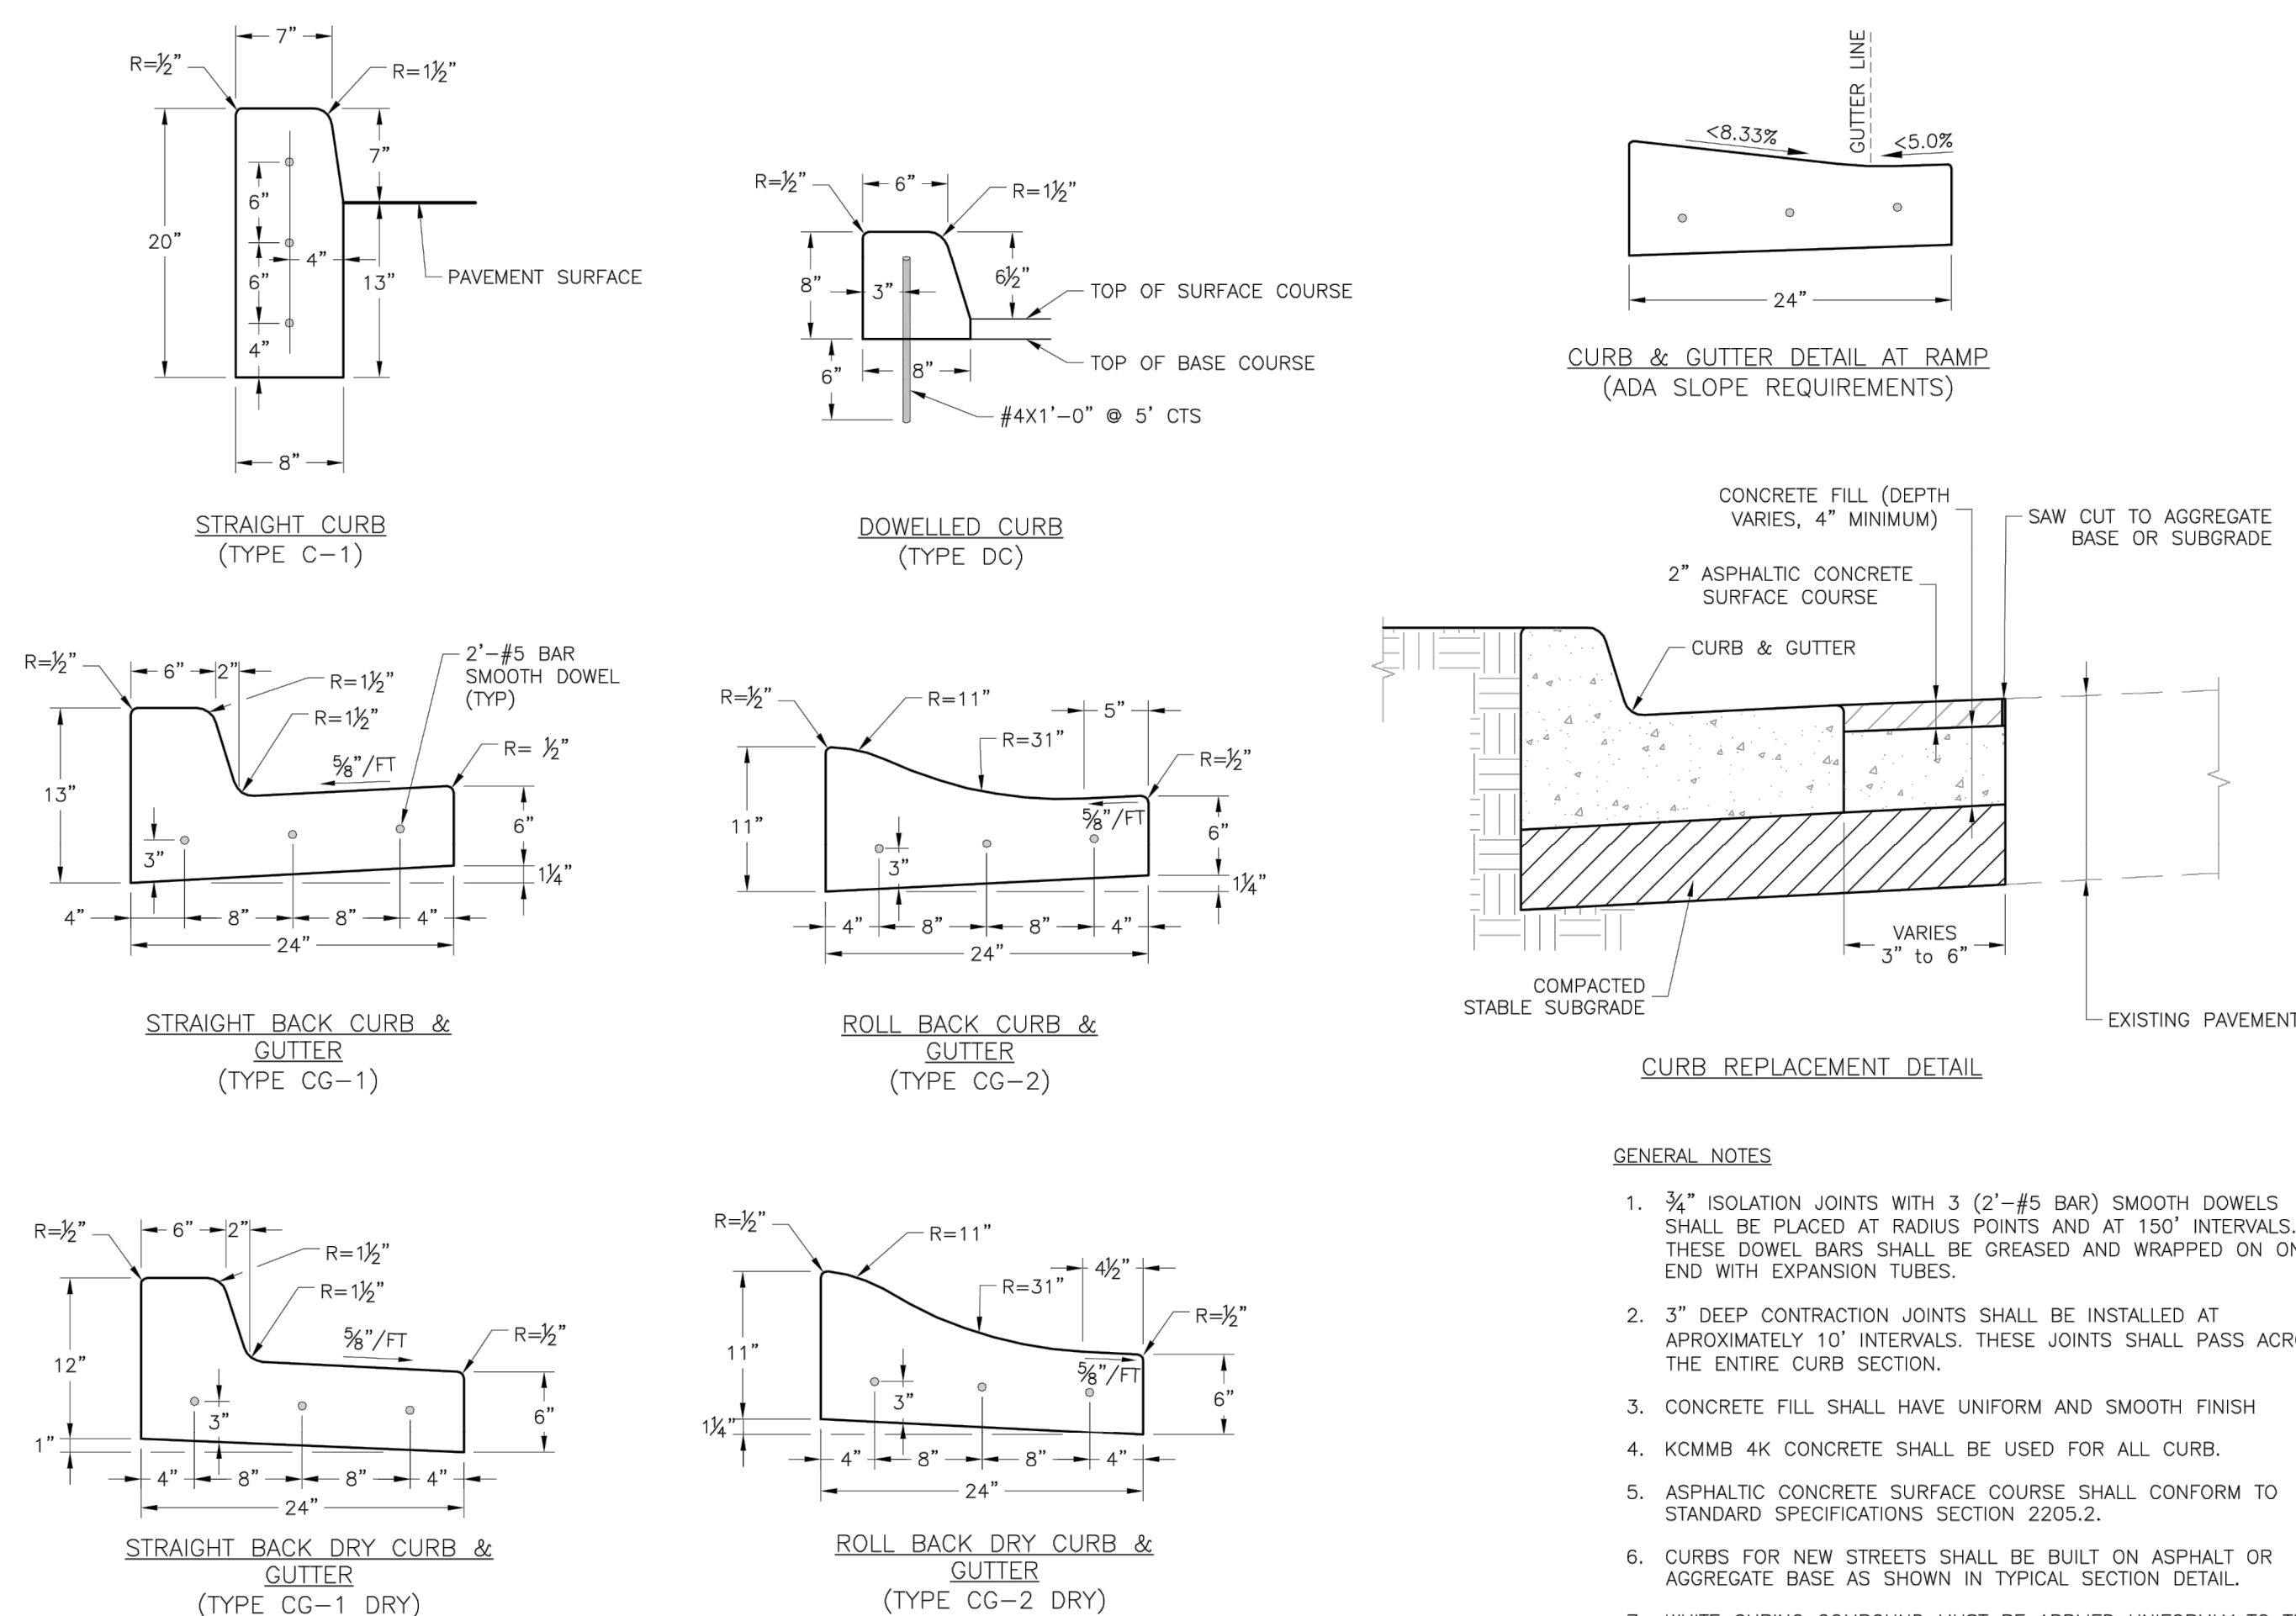 7"
R=½"
R=1½"
7"
6"
20"
4"
6"
13"
PAVEMENT SURFACE
4"
8"
STRAIGHT CURB
(TYPE C-1)
R=½"
6"
R=1½"
8"
3"
6½"
TOP OF SURFACE COURSE
TOP OF BASE COURSE
6"
8"
#4X1'-0" @ 5' CTS
DOWELLED CURB
(TYPE DC)
GUTTER LINE
<8.33%
<5.0%
24"
CURB & GUTTER DETAIL AT RAMP
(ADA SLOPE REQUIREMENTS)
R=½"
6"
2"
R=1½"
R=1½"
2'-#5 BAR
SMOOTH DOWEL
(TYP)
R= ½"
⅝"/FT
13"
3"
6"
1¼"
4"
8"
8"
4"
24"
STRAIGHT BACK CURB &
GUTTER
(TYPE CG-1)
R=½"
R=11"
5"
R=31"
R=½"
⅝"/FT
11"
3"
6"
1¼"
4"
8"
8"
4"
24"
ROLL BACK CURB &
GUTTER
(TYPE CG-2)
CONCRETE FILL (DEPTH
VARIES, 4" MINIMUM)
SAW CUT TO AGGREGATE
BASE OR SUBGRADE
2" ASPHALTIC CONCRETE
SURFACE COURSE
CURB & GUTTER
VARIES
3" to 6"
COMPACTED
STABLE SUBGRADE
EXISTING PAVEMENT
CURB REPLACEMENT DETAIL
R=½"
6"
2"
R=1½"
R=1½"
⅝"/FT
R=½"
12"
3"
6"
1"
4"
8"
8"
4"
24"
STRAIGHT BACK DRY CURB &
GUTTER
(TYPE CG-1 DRY)
R=½"
R=11"
4½"
R=31"
R=½"
⅝"/FT
11"
3"
6"
1¼"
4"
8"
8"
4"
24"
ROLL BACK DRY CURB &
GUTTER
(TYPE CG-2 DRY)
GENERAL NOTES
1. ¾" ISOLATION JOINTS WITH 3 (2'-#5 BAR) SMOOTH DOWELS
SHALL BE PLACED AT RADIUS POINTS AND AT 150' INTERVALS.
THESE DOWEL BARS SHALL BE GREASED AND WRAPPED ON
END WITH EXPANSION TUBES.
2. 3" DEEP CONTRACTION JOINTS SHALL BE INSTALLED AT
APROXIMATELY 10' INTERVALS. THESE JOINTS SHALL PASS
THE ENTIRE CURB SECTION.
3. CONCRETE FILL SHALL HAVE UNIFORM AND SMOOTH FINISH
4. KCMMB 4K CONCRETE SHALL BE USED FOR ALL CURB.
5. ASPHALTIC CONCRETE SURFACE COURSE SHALL CONFORM TO
STANDARD SPECIFICATIONS SECTION 2205.2.
6. CURBS FOR NEW STREETS SHALL BE BUILT ON ASPHALT OR
AGGREGATE BASE AS SHOWN IN TYPICAL SECTION DETAIL.